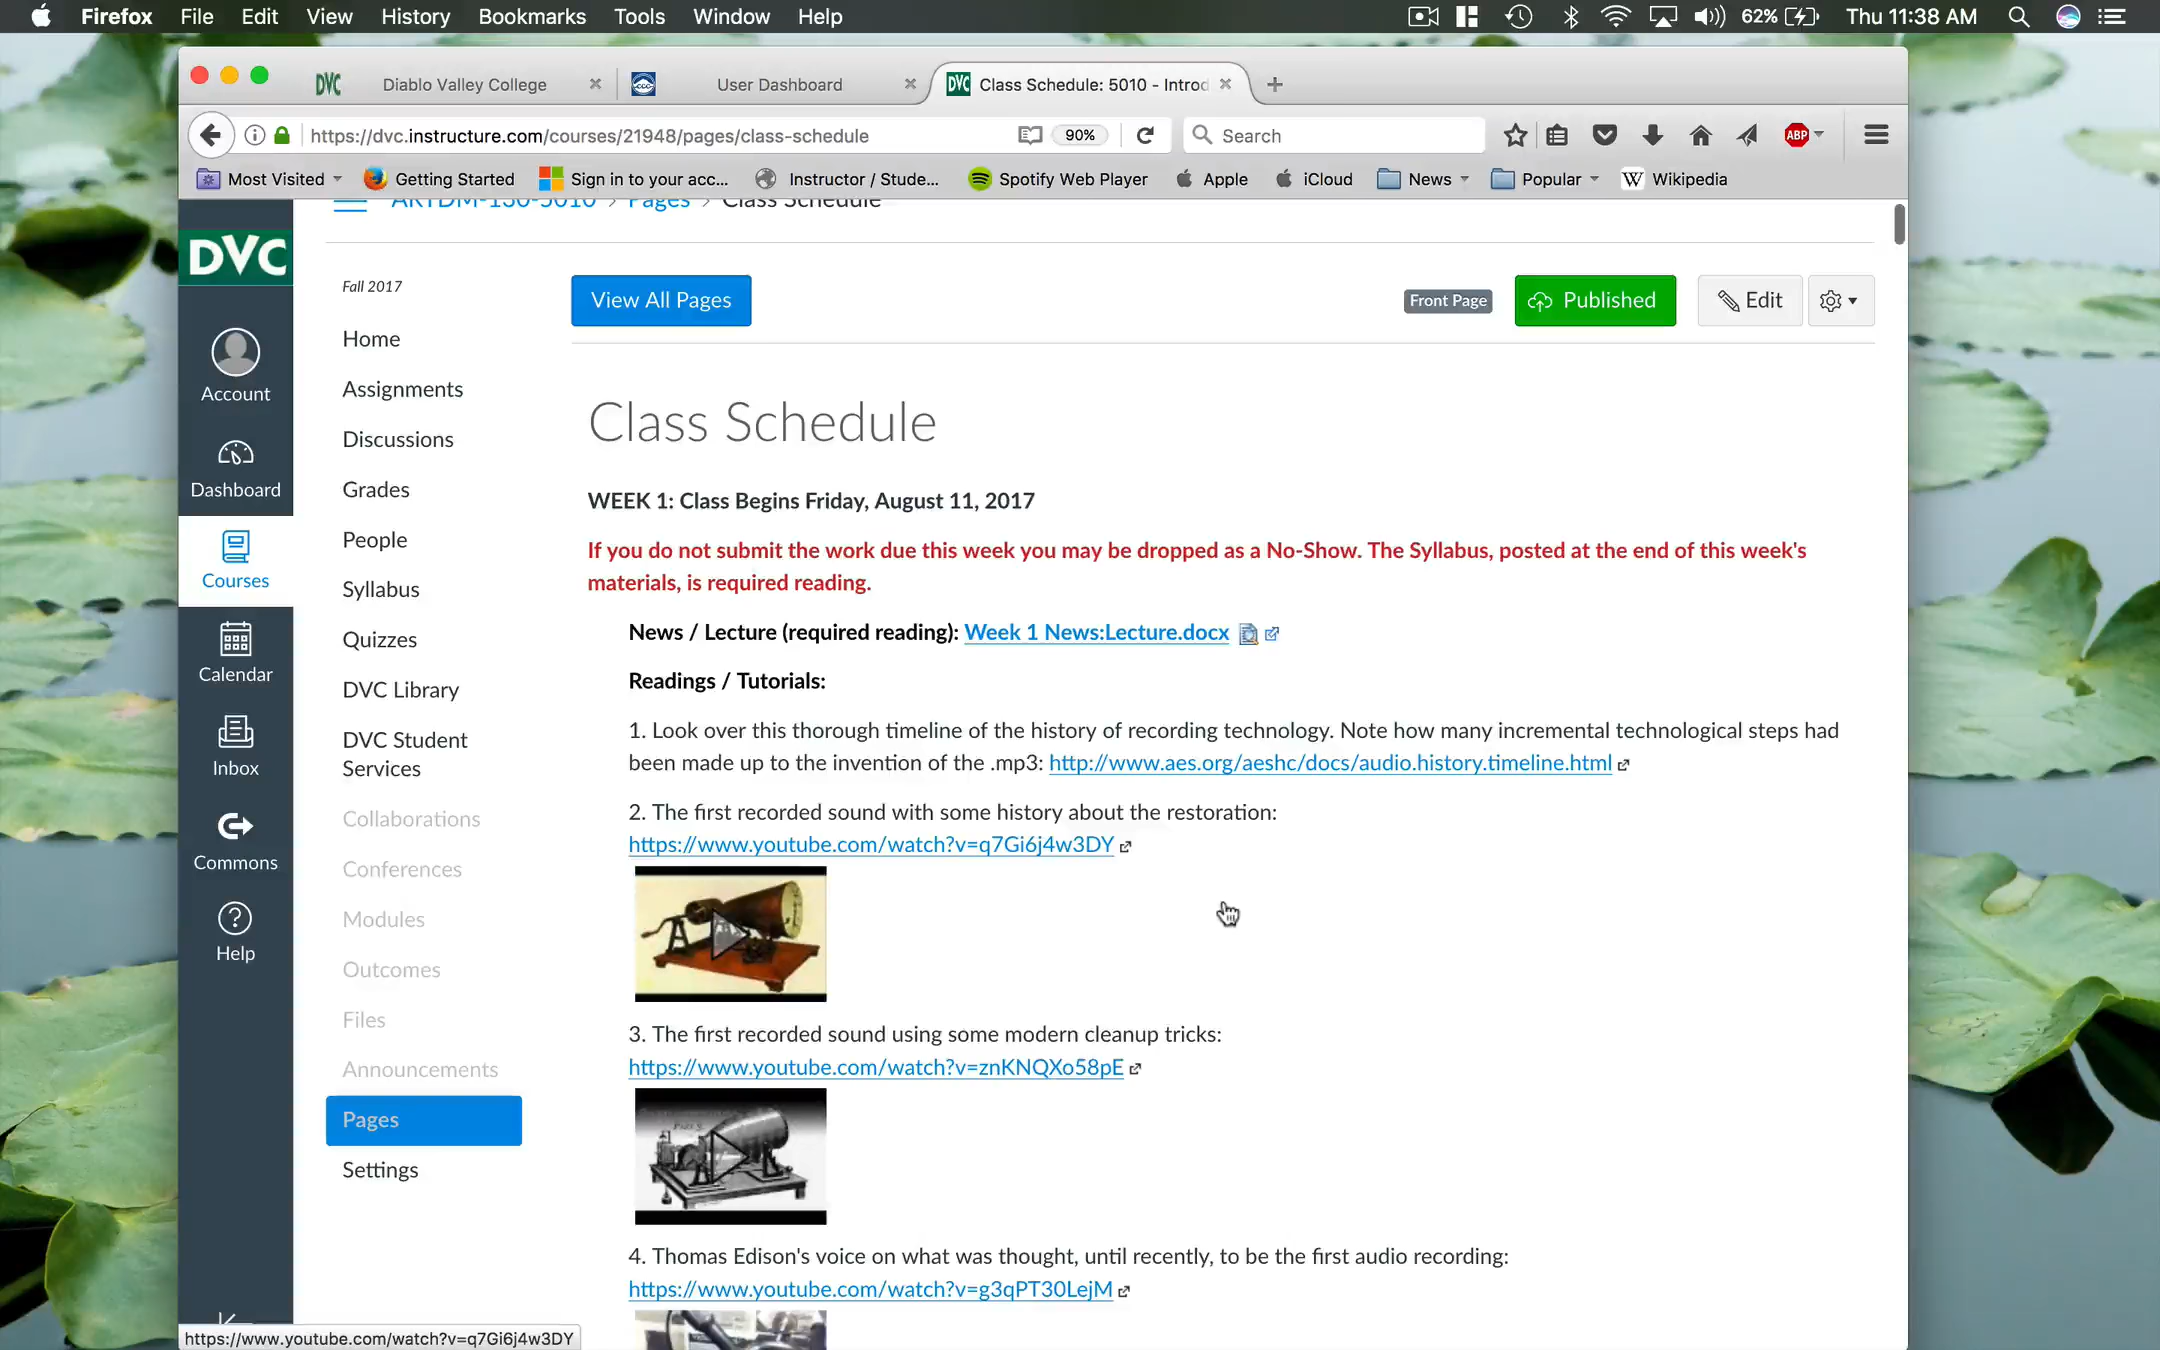 Firefox File Edit View History Bookmarks Tools Window Help 62% Thu 11:38 AM
DVC Diablo Valley College User Dashboard DVC Class Schedule: 5010 - Introd
https://dvc.instructure.com/courses/21948/pages/class-schedule 90% Search ABP
Most Visited Getting Started Sign in to your acc... Instructor / Stude... Spotify Web Player Apple iCloud News Popular W Wikipedia
ARTDM-130-5010 > Pages > Class Schedule
DVC
Account
Dashboard
Courses
Calendar
Inbox
Commons
Help
Fall 2017
Home
Assignments
Discussions
Grades
People
Syllabus
Quizzes
DVC Library
DVC Student
Services
Collaborations
Conferences
Modules
Outcomes
Files
Announcements
Pages
Settings
View All Pages Front Page Published Edit
Class Schedule
WEEK 1: Class Begins Friday, August 11, 2017
If you do not submit the work due this week you may be dropped as a No-Show. The Syllabus, posted at the end of this week's
materials, is required reading.
News / Lecture (required reading): Week 1 News:Lecture.docx
Readings / Tutorials:
1. Look over this thorough timeline of the history of recording technology. Note how many incremental technological steps had
been made up to the invention of the .mp3: http://www.aes.org/aeshc/docs/audio.history.timeline.html
2. The first recorded sound with some history about the restoration:
https://www.youtube.com/watch?v=q7Gi6j4w3DY
3. The first recorded sound using some modern cleanup tricks:
https://www.youtube.com/watch?v=znKNQXo58pE
4. Thomas Edison's voice on what was thought, until recently, to be the first audio recording:
https://www.youtube.com/watch?v=g3qPT30LejM
https://www.youtube.com/watch?v=q7Gi6j4w3DY